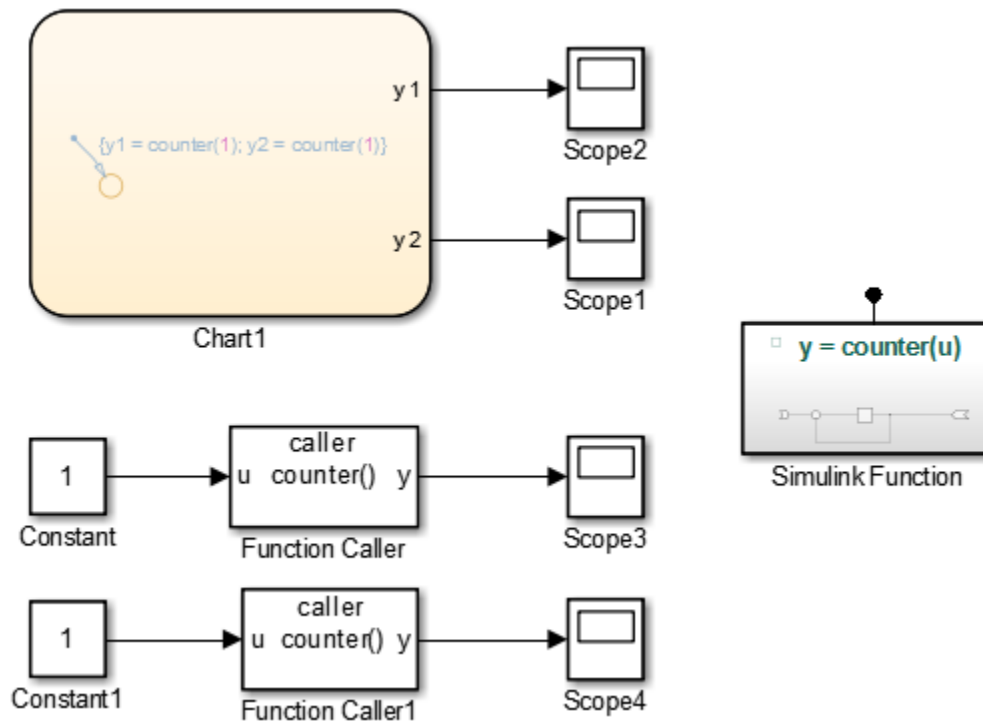 y1
{y1 = counter(1); y2 = counter(1)}
Scope2
y2
Scope1
Chart1
y = counter(u)
Simulink Function
1
caller
u counter() y
Constant
Function Caller
Scope3
1
caller
u counter() y
Constant1
Function Caller1
Scope4